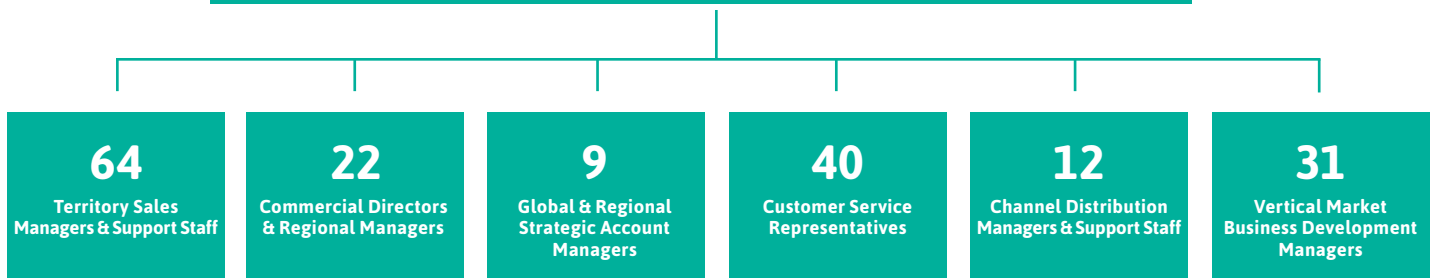 64
Territory Sales
Managers & Support Staff
22
Commercial Directors
& Regional Managers
9
Global & Regional
Strategic Account
Managers
40
Customer Service
Representatives
12
Channel Distribution
Managers & Support Staff
31
Vertical Market
Business Development
Managers